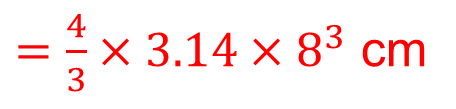 = 4/3 × 3.14 × 8³ cm